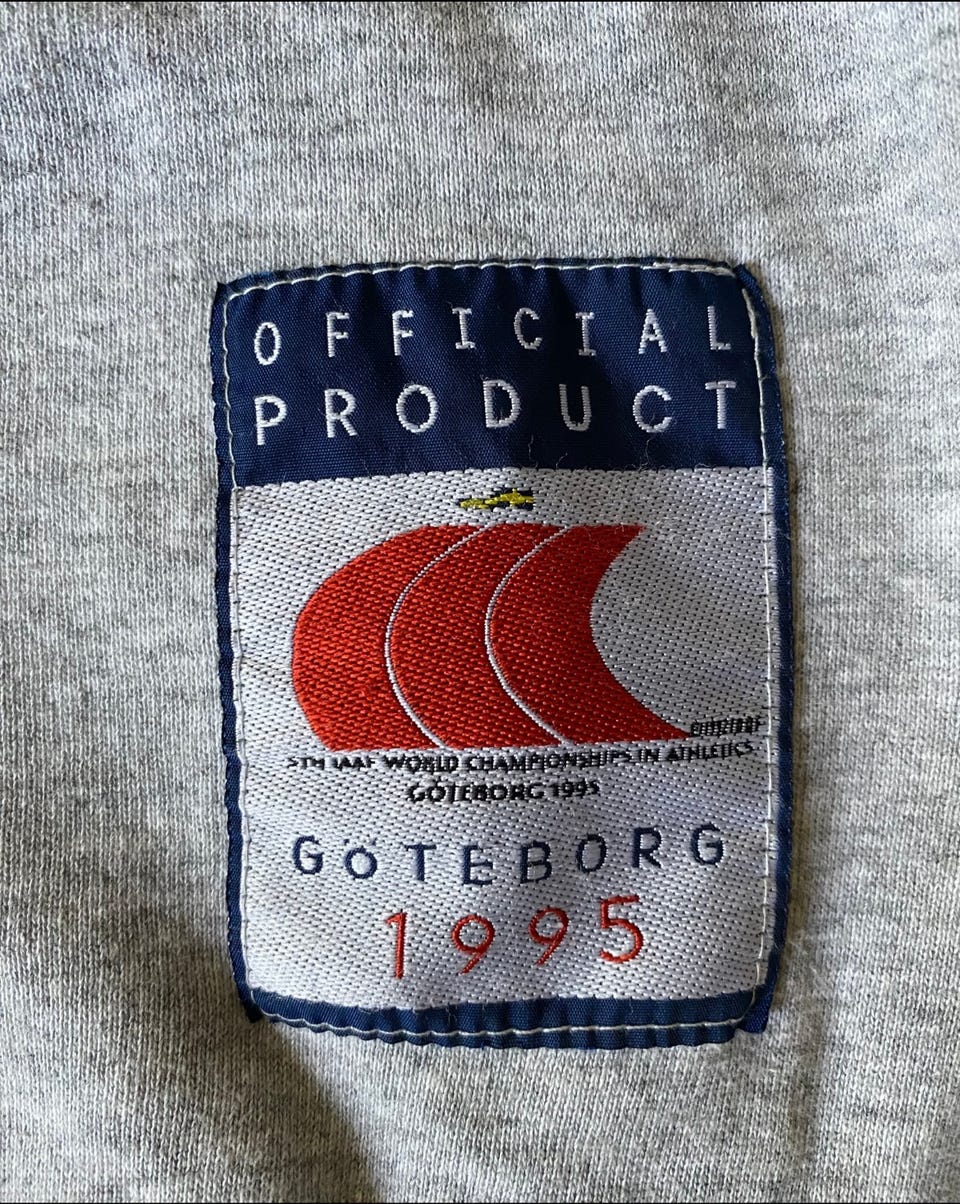 OFFICIAL
PRODUCT
5TH IAAF WORLD CHAMPIONSHIPS IN ATHLETICS
GÖTEBORG 1995
GÖTEBORG
1995